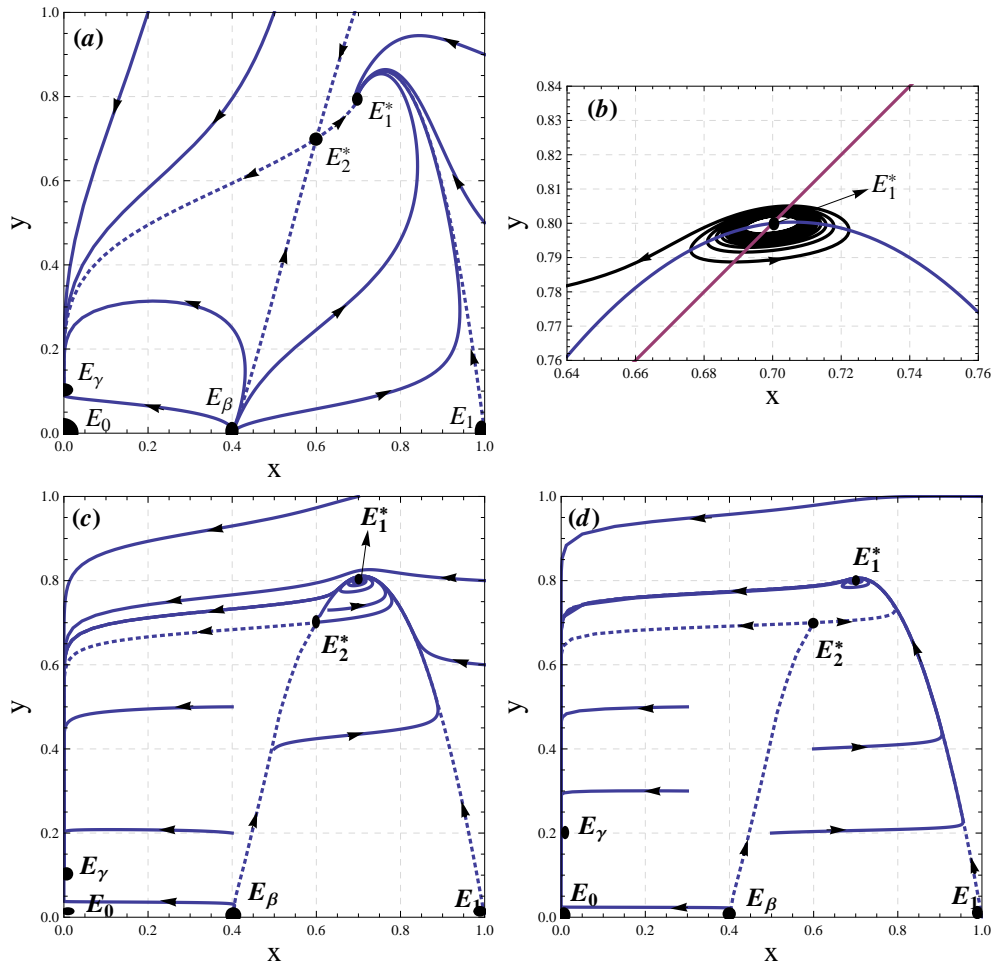 (a)
1.0
0.8
0.6
0.4
0.2
0.0
y
E₁*
E₂*
Eγ
E₀
Eβ
E₁
0.0 0.2 0.4 0.6 0.8 1.0
x
(b)
0.84
0.83
0.82
0.81
0.80
0.79
0.78
0.77
0.76
y
E₁*
0.64 0.66 0.68 0.70 0.72 0.74 0.76
x
(c)
1.0
0.8
0.6
0.4
0.2
0.0
y
E₁*
E₂*
Eγ
E₀
Eβ
E₁
0.0 0.2 0.4 0.6 0.8 1.0
x
(d)
1.0
0.8
0.6
0.4
0.2
0.0
y
E₁*
E₂*
Eγ
E₀
Eβ
E₁
0.0 0.2 0.4 0.6 0.8 1.0
x